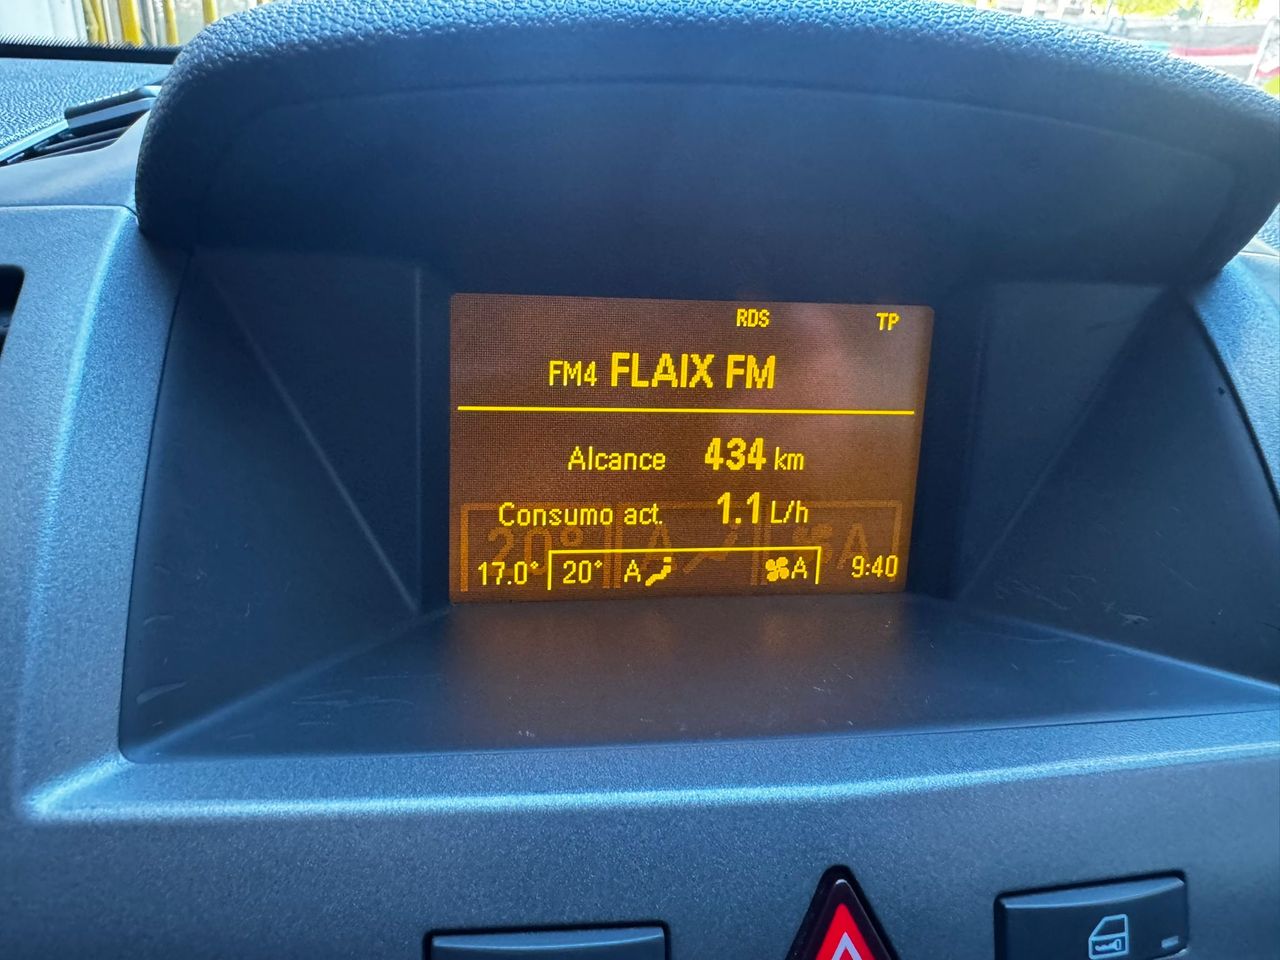 RDS TP
FM4 FLAIX FM
Alcance 434 km
Consumo act. 1.1 L/h
17.0° 20° A A 9:40